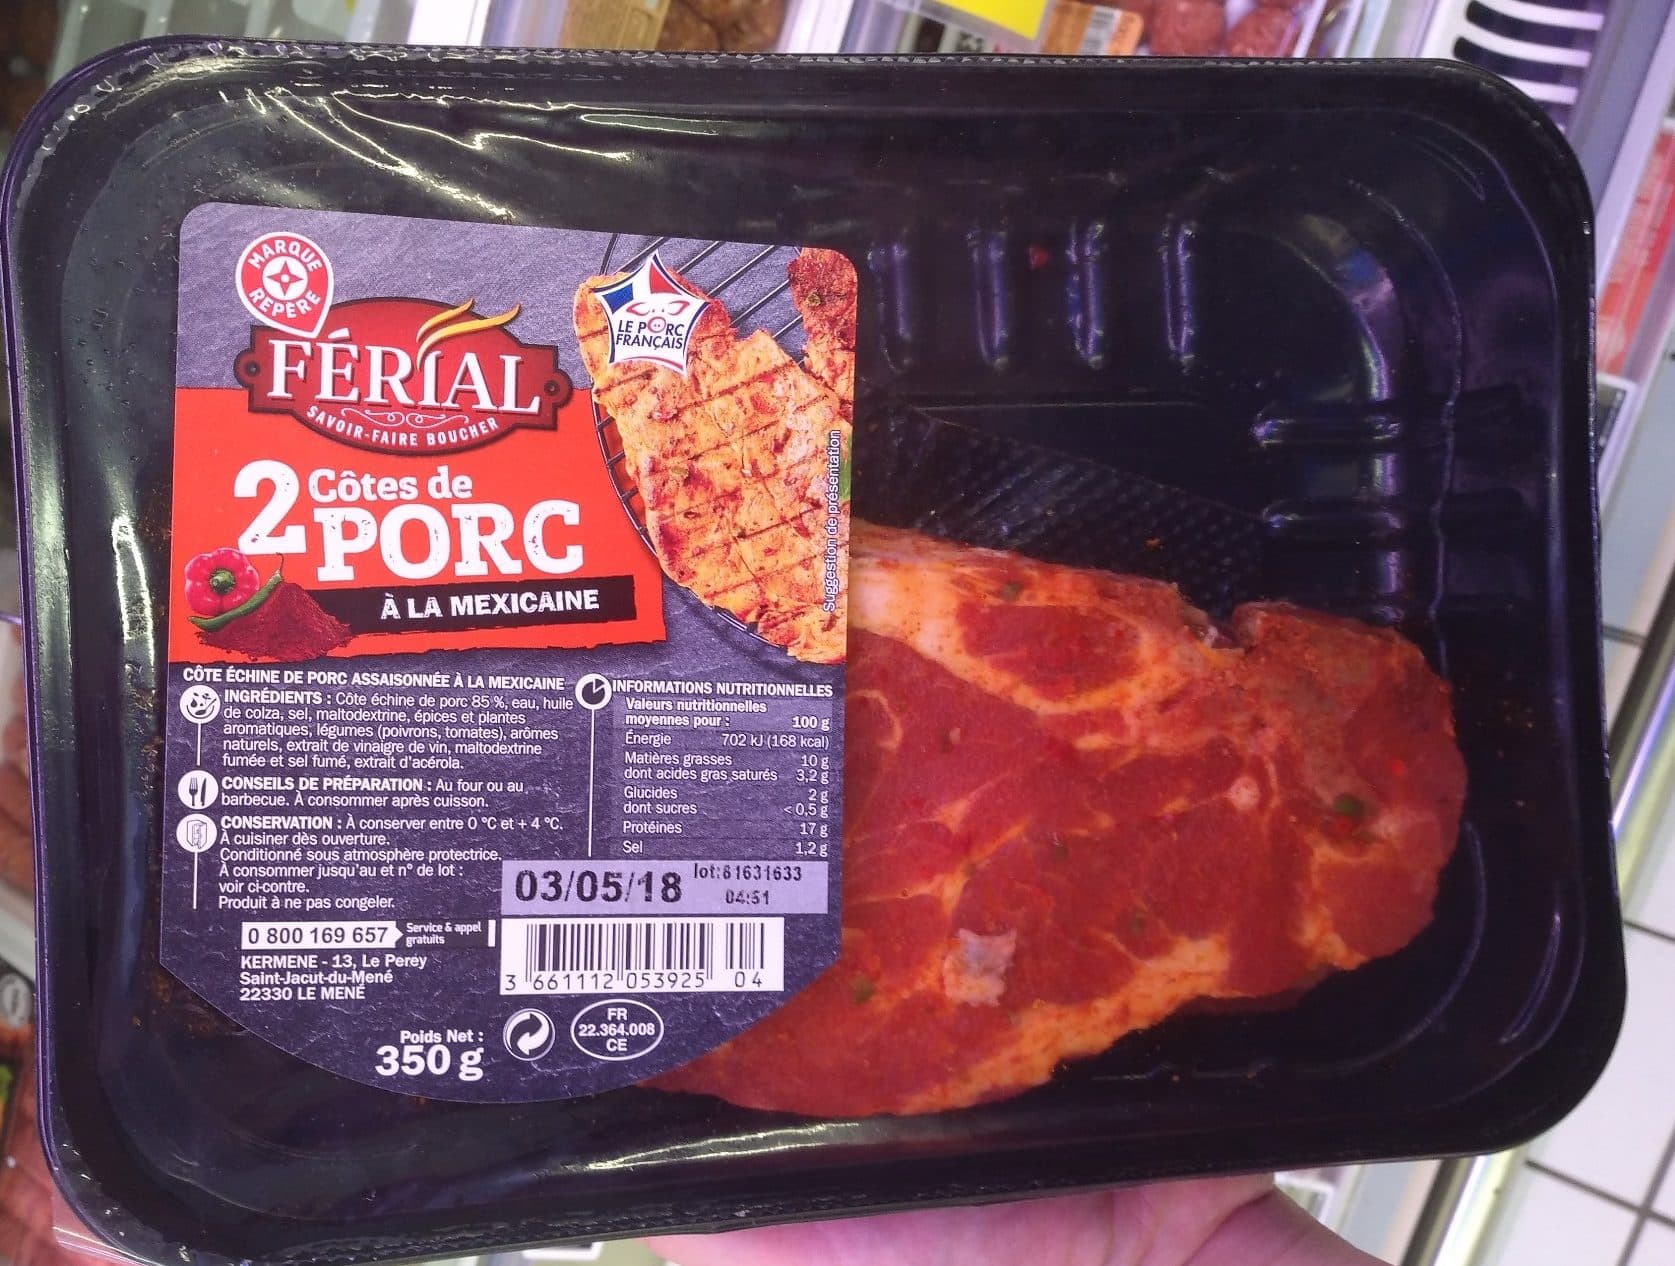 MARQUE REPÈRE
FÉRIAL
SAVOIR-FAIRE BOUCHER
LE PORC
FRANÇAIS
2 Côtes de
PORC
À LA MEXICAINE
Suggestion de présentation
CÔTE ÉCHINE DE PORC ASSAISONNÉE À LA MEXICAINE
INGRÉDIENTS : Côte échine de porc 85 %, eau, huile
de colza, sel, maltodextrine, épices et plantes
aromatiques, légumes (poivrons, tomates), arômes
naturels, extrait de vinaigre de vin, maltodextrine
fumée et sel fumé, extrait d'acérola.
CONSEILS DE PRÉPARATION : Au four ou au
barbecue. À consommer après cuisson.
CONSERVATION : À conserver entre 0 °C et + 4 °C.
À cuisiner dès ouverture.
Conditionné sous atmosphère protectrice.
À consommer jusqu'au et n° de lot :
voir ci-contre.
Produit à ne pas congeler.
INFORMATIONS NUTRITIONNELLES
Valeurs nutritionnelles
moyennes pour : 100 g
Énergie 702 kJ (168 kcal)
Matières grasses 10 g
dont acides gras saturés 3,2 g
Glucides 2 g
dont sucres < 0,5 g
Protéines 17 g
Sel 1,2 g
03/05/18 lot:81631633
04:51
0 800 169 657 Service & appel
gratuits
KERMENE - 13, Le Perey
Saint-Jacut-du-Mené
22330 LE MENÉ
3 661112 053925 04
Poids Net :
350 g
FR
22.364.008
CE